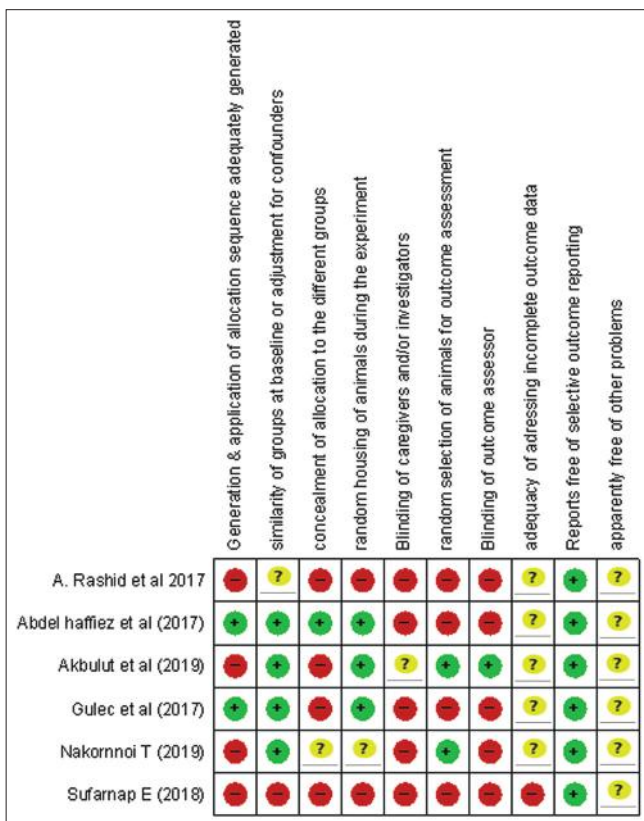 Generation & application of allocation sequence adequately generated
similarity of groups at baseline or adjustment for confounders
concealment of allocation to the different groups
random housing of animals during the experiment
Blinding of caregivers and/or investigators
random selection of animals for outcome assessment
Blinding of outcome assessor
adequacy of adressing incomplete outcome data
Reports free of selective outcome reporting
apparently free of other problems
A. Rashid et al 2017 - ? - - - - - ? + ?
Abdel haffiez et al (2017) + + + + - - - ? + ?
Akbulut et al (2019) - + - + ? + + ? + ?
Gulec et al (2017) + + - + - - - ? + ?
Nakornnoi T (2019) - + ? ? - + - ? + ?
Sufarnap E (2018) - - - - - - - - + ?